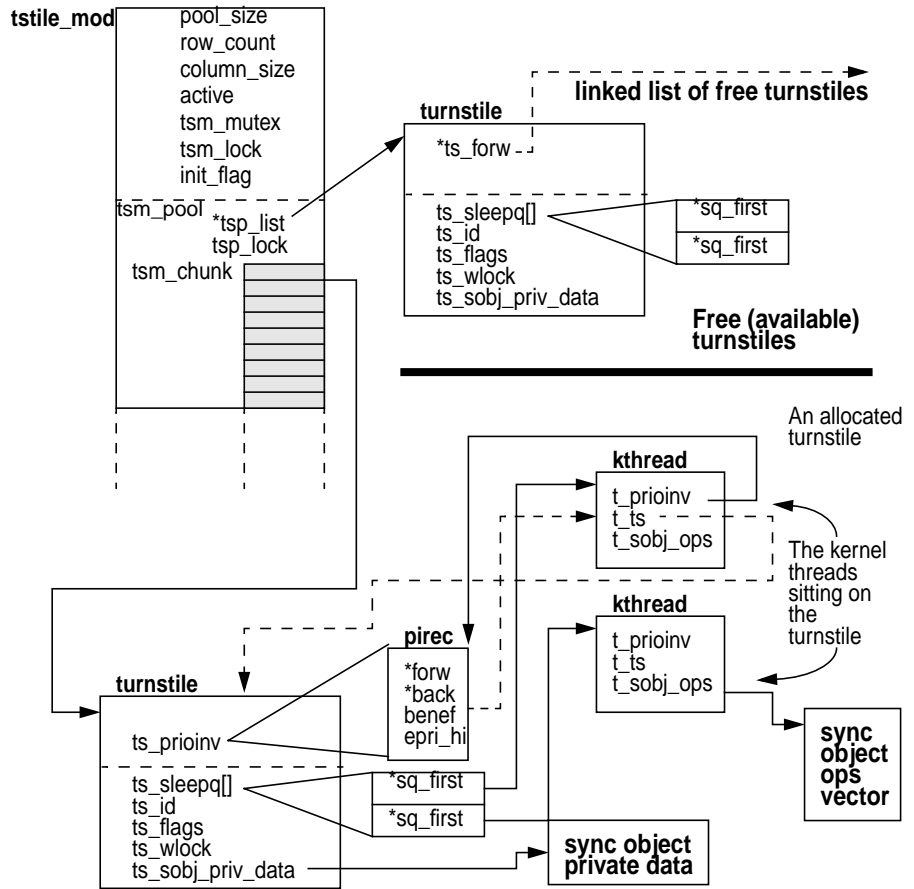 tstile_mod
pool_size
row_count
column_size
active
tsm_mutex
tsm_lock
init_flag
tsm_pool
*tsp_list
tsp_lock
tsm_chunk
linked list of free turnstiles
turnstile
*ts_forw
ts_sleepq[]
ts_id
ts_flags
ts_wlock
ts_sobj_priv_data
*sq_first
*sq_first
Free (available)
turnstiles
An allocated
turnstile
kthread
t_prioinv
t_ts
t_sobj_ops
The kernel
threads
sitting on
the
turnstile
kthread
t_prioinv
t_ts
t_sobj_ops
pirec
*forw
*back
benef
epri_hi
turnstile
ts_prioinv
ts_sleepq[]
ts_id
ts_flags
ts_wlock
ts_sobj_priv_data
*sq_first
*sq_first
sync object
private data
sync
object
ops
vector